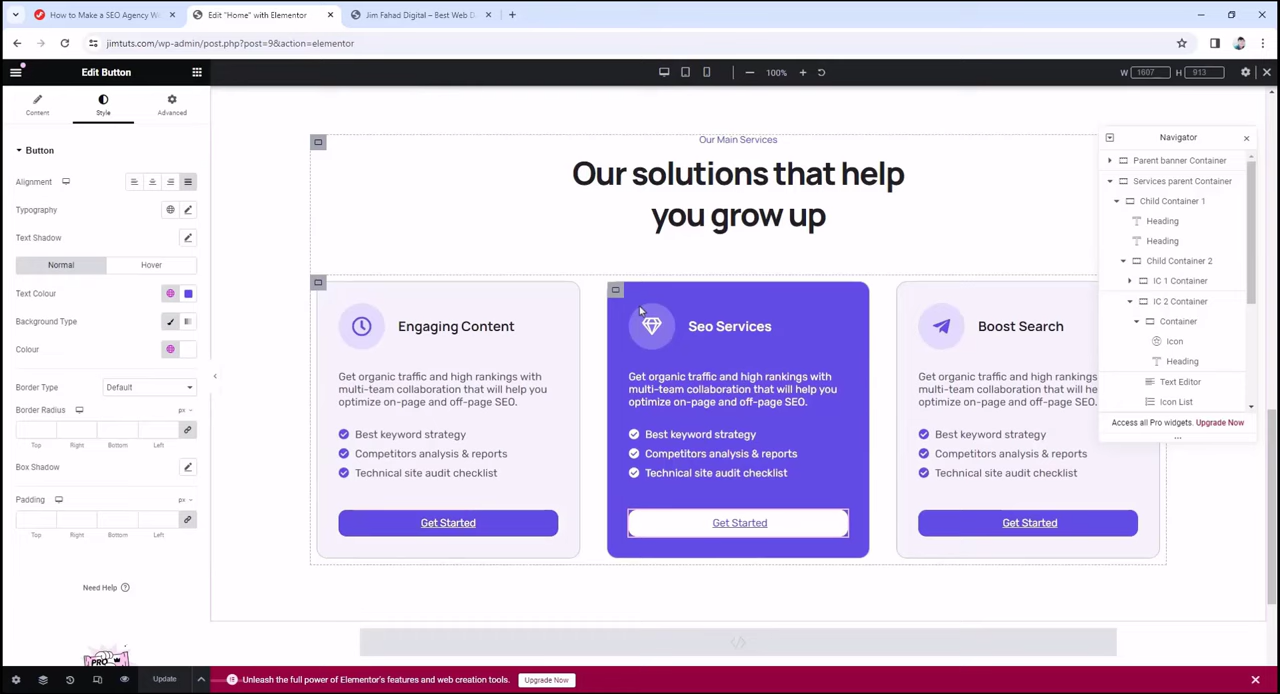 How to Make a SEO Agency W
Edit "Home" with Elementor
Jim Fahad Digital – Best Web D
jimtuts.com/wp-admin/post.php?post=9&action=elementor
Edit Button
100%
W 1607 H 913
Content
Style
Advanced
Button
Alignment
Typography
Text Shadow
Normal
Hover
Text Colour
Background Type
Colour
Border Type
Default
Border Radius
px
Top Right Bottom Left
Box Shadow
Padding
px
Top Right Bottom Left
Need Help
PRO
Update
Our Main Services
Our solutions that help
you grow up
Engaging Content
Get organic traffic and high rankings with
multi-team collaboration that will help you
optimize on-page and off-page SEO.
Best keyword strategy
Competitors analysis & reports
Technical site audit checklist
Get Started
Seo Services
Get organic traffic and high rankings with
multi-team collaboration that will help you
optimize on-page and off-page SEO.
Best keyword strategy
Competitors analysis & reports
Technical site audit checklist
Get Started
Boost Search
Get organic traffic and high rankings with
multi-team collaboration that will help you
optimize on-page and off-page SEO.
Best keyword strategy
Competitors analysis & reports
Technical site audit checklist
Get Started
Navigator
Parent banner Container
Services parent Container
Child Container 1
Heading
Heading
Child Container 2
IC 1 Container
IC 2 Container
Container
Icon
Heading
Text Editor
Icon List
Access all Pro widgets. Upgrade Now
Unleash the full power of Elementor's features and web creation tools.
Upgrade Now